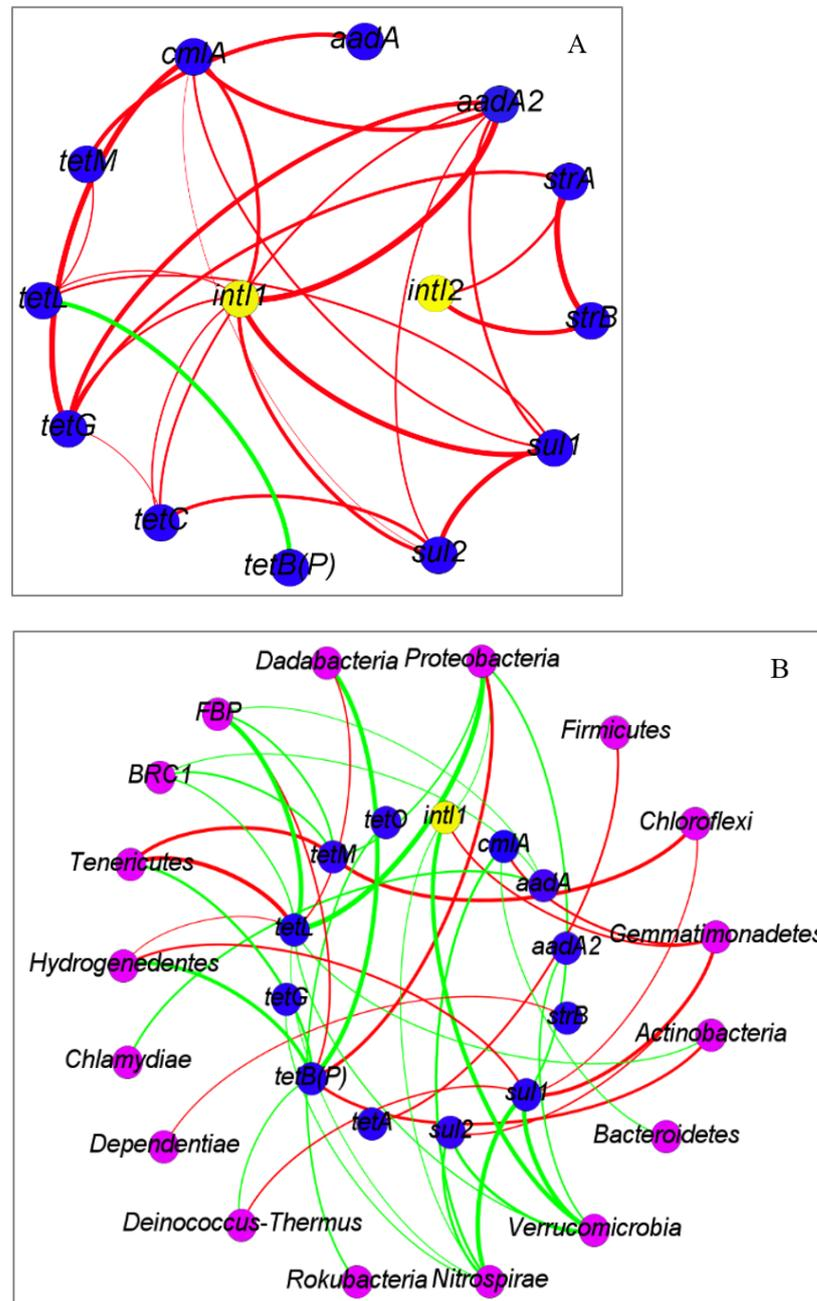 A
cmlA
aadA
aadA2
tetM
strA
tetL
intI1
intI2
strB
tetG
sul1
tetC
tetB(P)
sul2
B
Dadabacteria
Proteobacteria
FBP
Firmicutes
BRC1
Chloroflexi
tetO
intI1
cmlA
Tenericutes
tetM
aadA
tetL
aadA2
Gemmatimonadetes
Hydrogenedentes
tetG
strB
Actinobacteria
Chlamydiae
tetB(P)
sul1
tetA
sul2
Dependentiae
Bacteroidetes
Deinococcus-Thermus
Verrucomicrobia
Rokubacteria
Nitrospirae